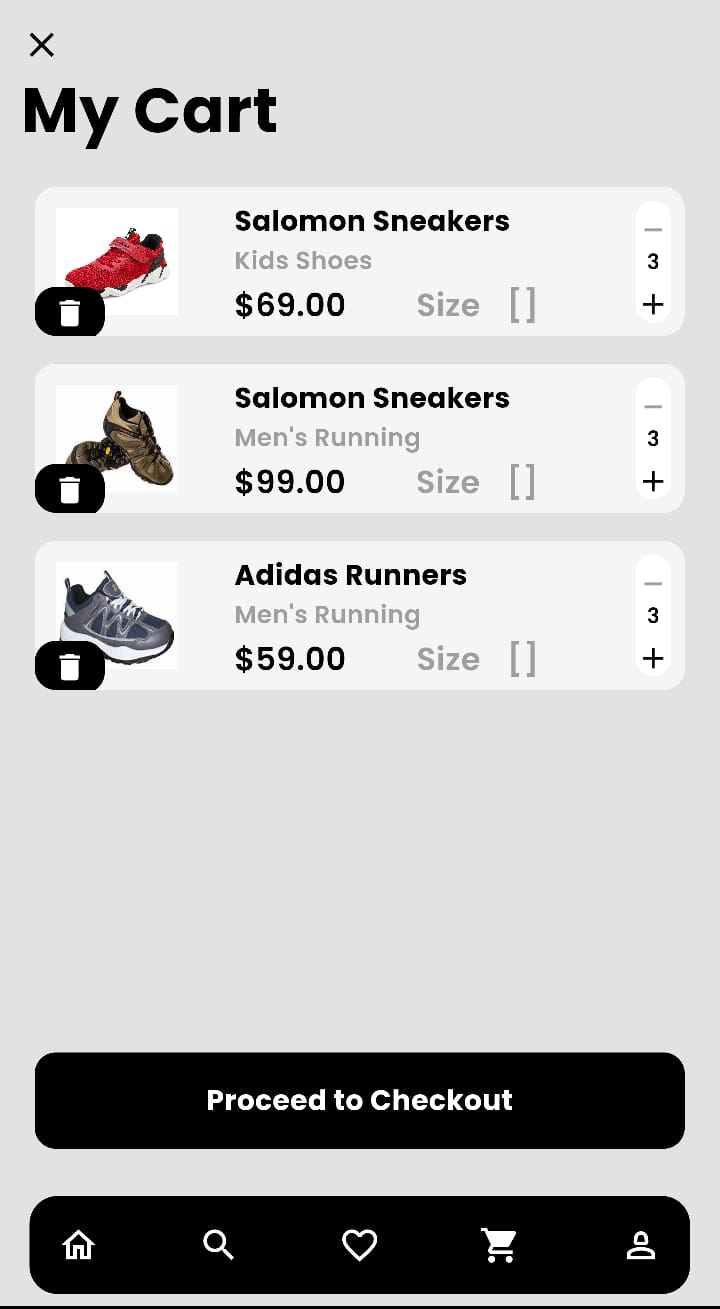 My Cart
Salomon Sneakers
Kids Shoes
$69.00 Size []
3
Salomon Sneakers
Men's Running
$99.00 Size []
3
Adidas Runners
Men's Running
$59.00 Size []
3
Proceed to Checkout